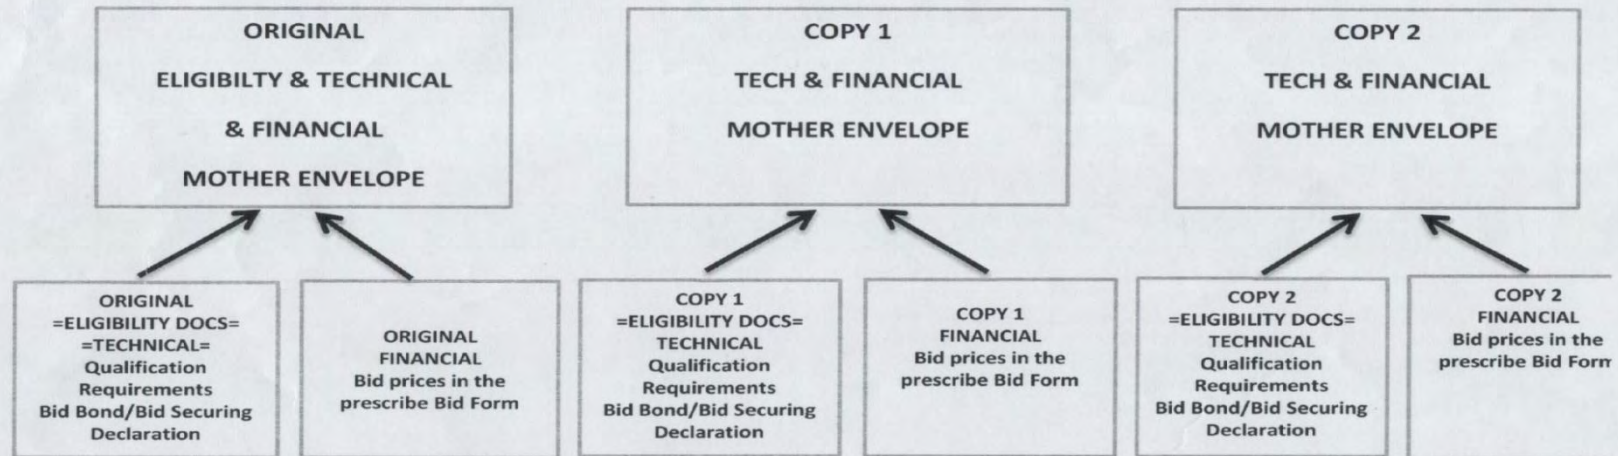 ORIGINAL
ELIGIBILTY & TECHNICAL
& FINANCIAL
MOTHER ENVELOPE
COPY 1
TECH & FINANCIAL
MOTHER ENVELOPE
COPY 2
TECH & FINANCIAL
MOTHER ENVELOPE
ORIGINAL
=ELIGIBILITY DOCS=
=TECHNICAL=
Qualification
Requirements
Bid Bond/Bid Securing
Declaration
ORIGINAL
FINANCIAL
Bid prices in the
prescribe Bid Form
COPY 1
=ELIGIBILITY DOCS=
TECHNICAL
Qualification
Requirements
Bid Bond/Bid Securing
Declaration
COPY 1
FINANCIAL
Bid prices in the
prescribe Bid Form
COPY 2
=ELIGIBILITY DOCS=
TECHNICAL
Qualification
Requirements
Bid Bond/Bid Securing
Declaration
COPY 2
FINANCIAL
Bid prices in the
prescribe Bid Form